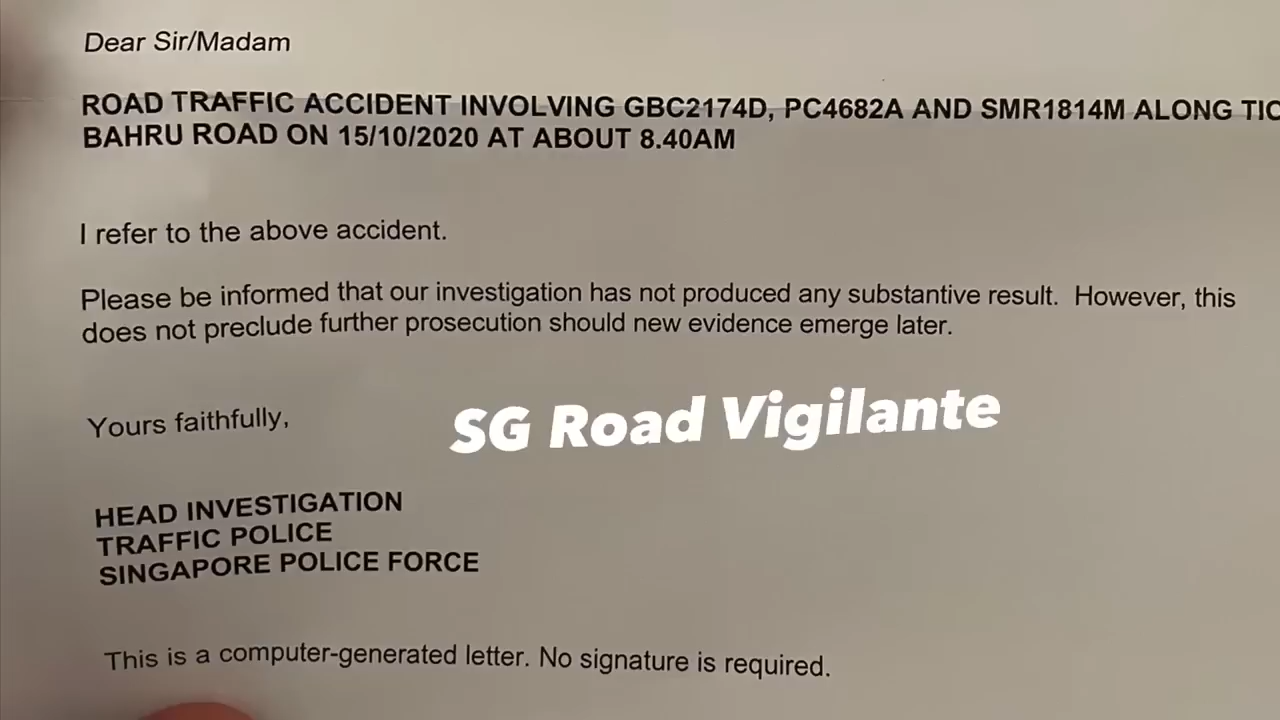 Dear Sir/Madam
ROAD TRAFFIC ACCIDENT INVOLVING GBC2174D, PC4682A AND SMR1814M ALONG
BAHRU ROAD ON 15/10/2020 AT ABOUT 8.40AM
I refer to the above accident.
Please be informed that our investigation has not produced any substantive result. However, this
does not preclude further prosecution should new evidence emerge later.
Yours faithfully,
SG Road Vigilante
HEAD INVESTIGATION
TRAFFIC POLICE
SINGAPORE POLICE FORCE
This is a computer-generated letter. No signature is required.